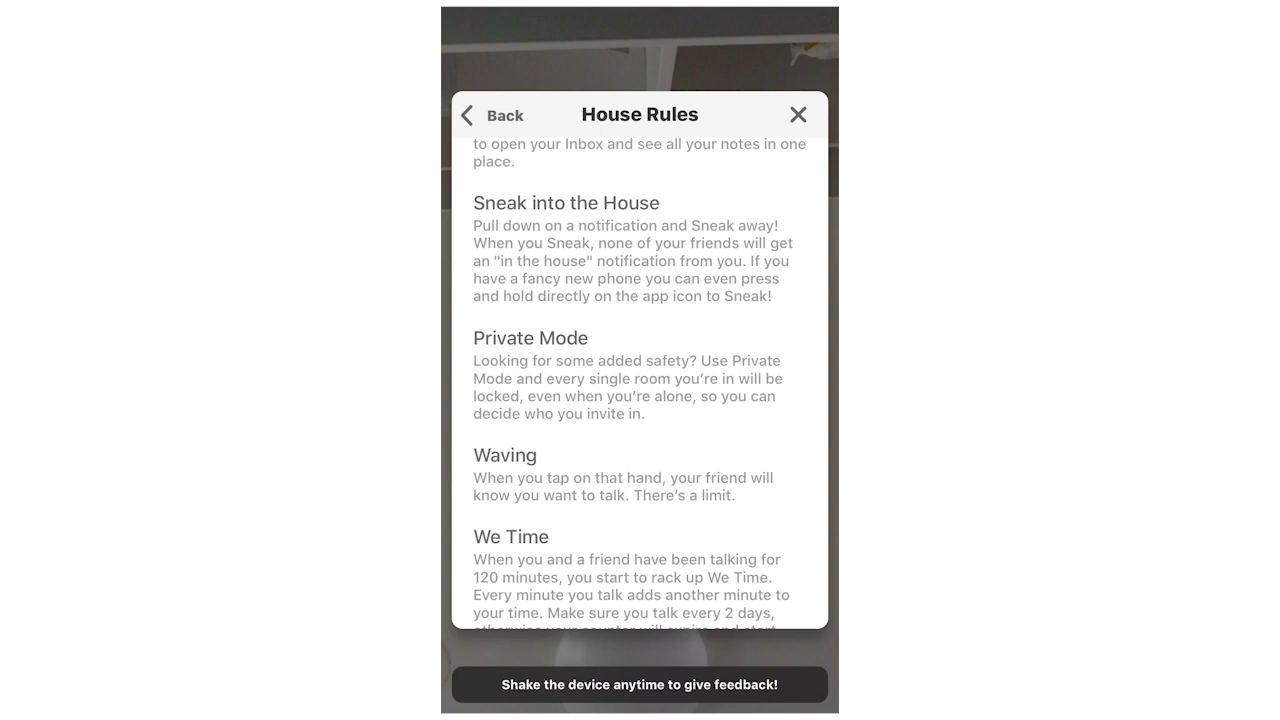 Back
House Rules
to open your Inbox and see all your notes in one
place.
Sneak into the House
Pull down on a notification and Sneak away!
When you Sneak, none of your friends will get
an "in the house" notification from you. If you
have a fancy new phone you can even press
and hold directly on the app icon to Sneak!
Private Mode
Looking for some added safety? Use Private
Mode and every single room you’re in will be
locked, even when you’re alone, so you can
decide who you invite in.
Waving
When you tap on that hand, your friend will
know you want to talk. There’s a limit.
We Time
When you and a friend have been talking for
120 minutes, you start to rack up We Time.
Every minute you talk adds another minute to
your time. Make sure you talk every 2 days,
otherwise your counter will expire and start
Shake the device anytime to give feedback!